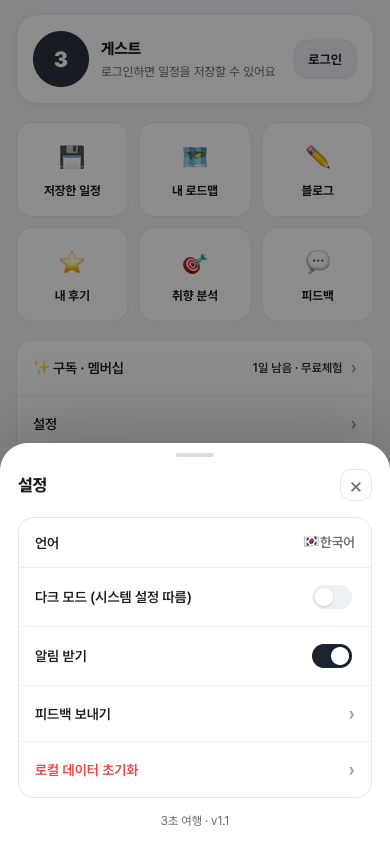 3
게스트
로그인하면 일정을 저장할 수 있어요
로그인
저장한 일정
내 로드맵
블로그
내 후기
취향 분석
피드백
✨ 구독 · 멤버십
1일 남음 · 무료체험 ›
설정 ›
설정
×
언어
🇰🇷한국어
다크 모드 (시스템 설정 따름)
알림 받기
피드백 보내기 ›
로컬 데이터 초기화 ›
3초 여행 · v1.1